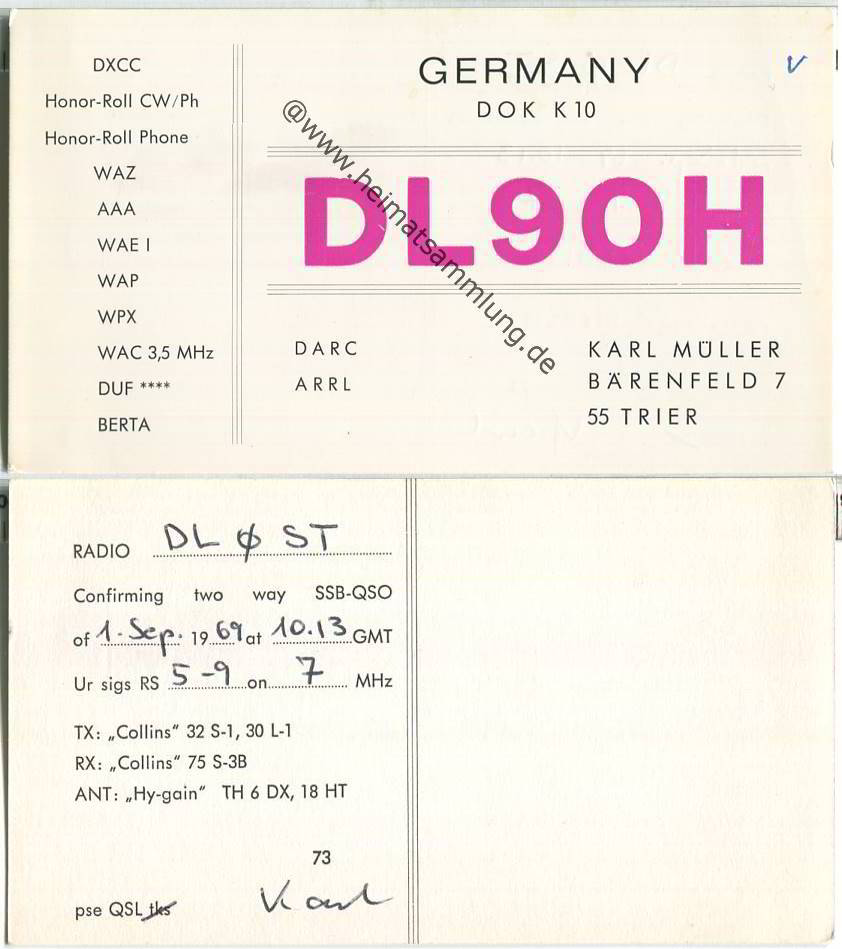 DXCC
Honor-Roll CW/Ph
Honor-Roll Phone
WAZ
AAA
WAE I
WAP
WPX
WAC 3,5 MHz
DUF ****
BERTA
GERMANY
DOK K10
V
DL9OH
DARC
ARRL
KARL MÜLLER
BÄRENFELD 7
55 TRIER
@www.heimatsammlung.de
RADIO DL Ø ST
Confirming two way SSB-QSO
of 1. Sep. 1969 at 10.13 GMT
Ur sigs RS 5-9 on 7 MHz
TX: „Collins“ 32 S-1, 30 L-1
RX: „Collins“ 75 S-3B
ANT: „Hy-gain“ TH 6 DX, 18 HT
73
pse QSL tks Karl